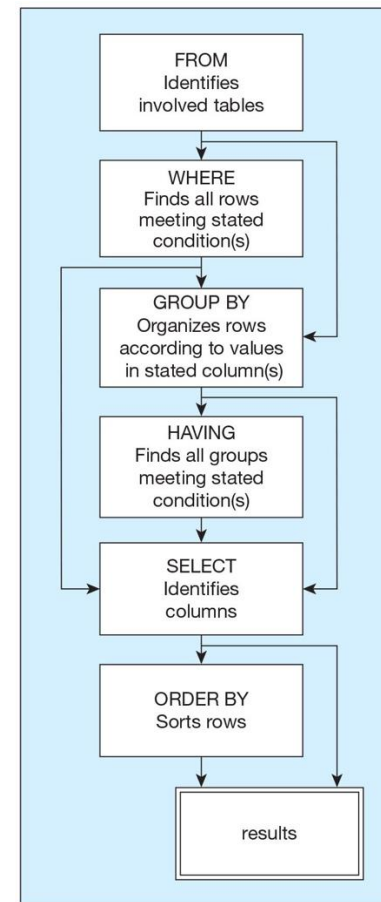 FROM
Identifies
involved tables
WHERE
Finds all rows
meeting stated
condition(s)
GROUP BY
Organizes rows
according to values
in stated column(s)
HAVING
Finds all groups
meeting stated
condition(s)
SELECT
Identifies
columns
ORDER BY
Sorts rows
results